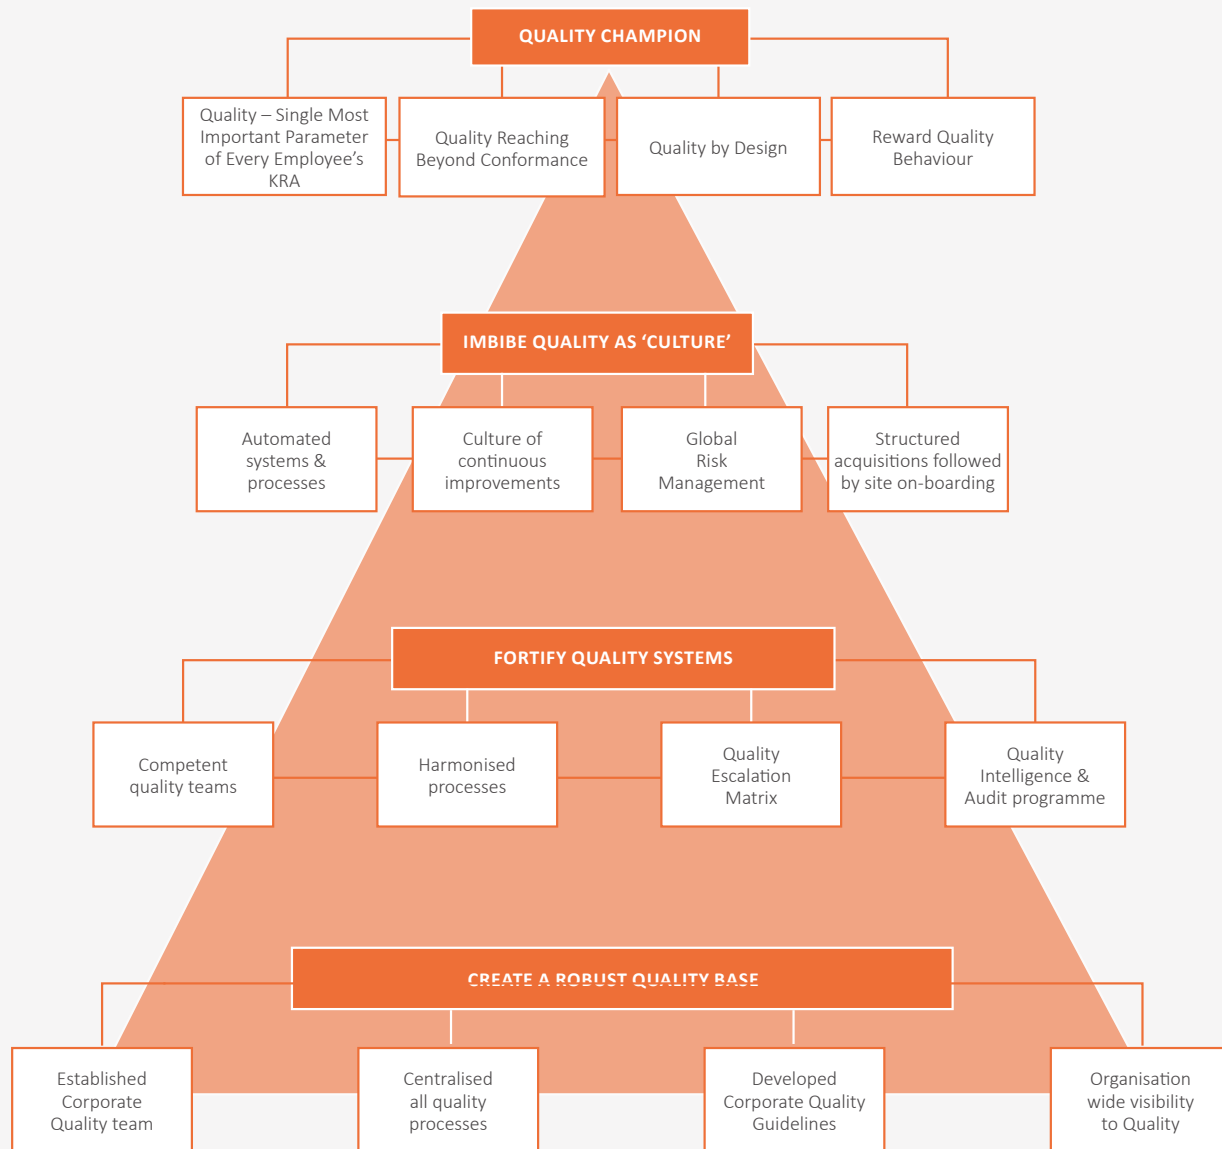 QUALITY CHAMPION
Quality – Single Most
Important Parameter
of Every Employee’s
KRA
Quality Reaching
Beyond Conformance
Quality by Design
Reward Quality
Behaviour
IMBIBE QUALITY AS ‘CULTURE’
Automated
systems &
processes
Culture of
continuous
improvements
Global
Risk
Management
Structured
acquisitions followed
by site on-boarding
FORTIFY QUALITY SYSTEMS
Competent
quality teams
Harmonised
processes
Quality
Escalation
Matrix
Quality
Intelligence &
Audit programme
CREATE A ROBUST QUALITY BASE
Established
Corporate
Quality team
Centralised
all quality
processes
Developed
Corporate Quality
Guidelines
Organisation
wide visibility
to Quality